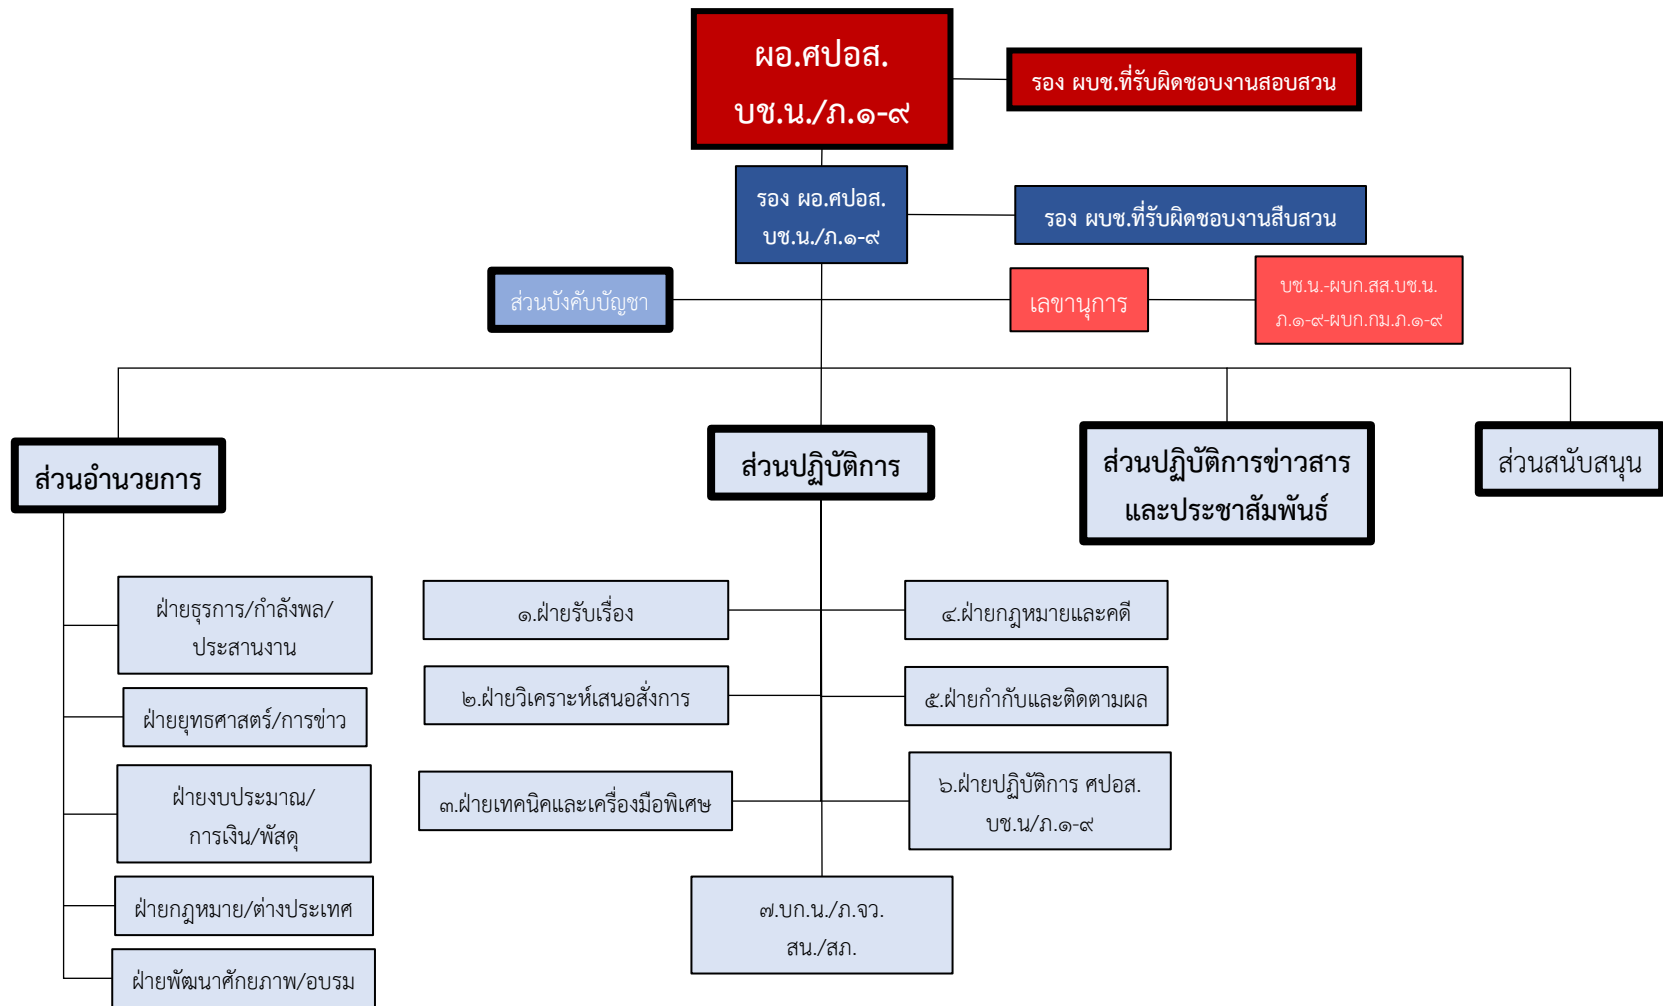 ผอ.ศปอส.
บช.น./ภ.๑-๙
รอง ผบช.ที่รับผิดชอบงานสอบสวน
รอง ผอ.ศปอส.
บช.น./ภ.๑-๙
รอง ผบช.ที่รับผิดชอบงานสืบสวน
ส่วนบังคับบัญชา
เลขานุการ
บช.น.-ผบก.สส.บช.น.
ภ.๑-๙-ผบก.กม.ภ.๑-๙
ส่วนอำนวยการ
ฝ่ายธุรการ/กำลังพล/
ประสานงาน
ฝ่ายยุทธศาสตร์/การข่าว
ฝ่ายงบประมาณ/
การเงิน/พัสดุ
ฝ่ายกฎหมาย/ต่างประเทศ
ฝ่ายพัฒนาศักยภาพ/อบรม
ส่วนปฏิบัติการ
๑.ฝ่ายรับเรื่อง
๒.ฝ่ายวิเคราะห์เสนอสั่งการ
๓.ฝ่ายเทคนิคและเครื่องมือพิเศษ
๔.ฝ่ายกฎหมายและคดี
๕.ฝ่ายกำกับและติดตามผล
๖.ฝ่ายปฏิบัติการ ศปอส.
บช.น/ภ.๑-๙
๗.บก.น./ภ.จว.
สน./สภ.
ส่วนปฏิบัติการข่าวสาร
และประชาสัมพันธ์
ส่วนสนับสนุน